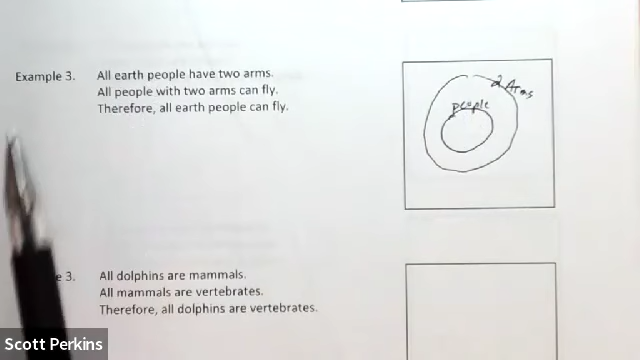 Example 3. All earth people have two arms.
All people with two arms can fly.
Therefore, all earth people can fly.
2 Arms
people
e 3. All dolphins are mammals.
All mammals are vertebrates.
Therefore, all dolphins are vertebrates.
Scott Perkins